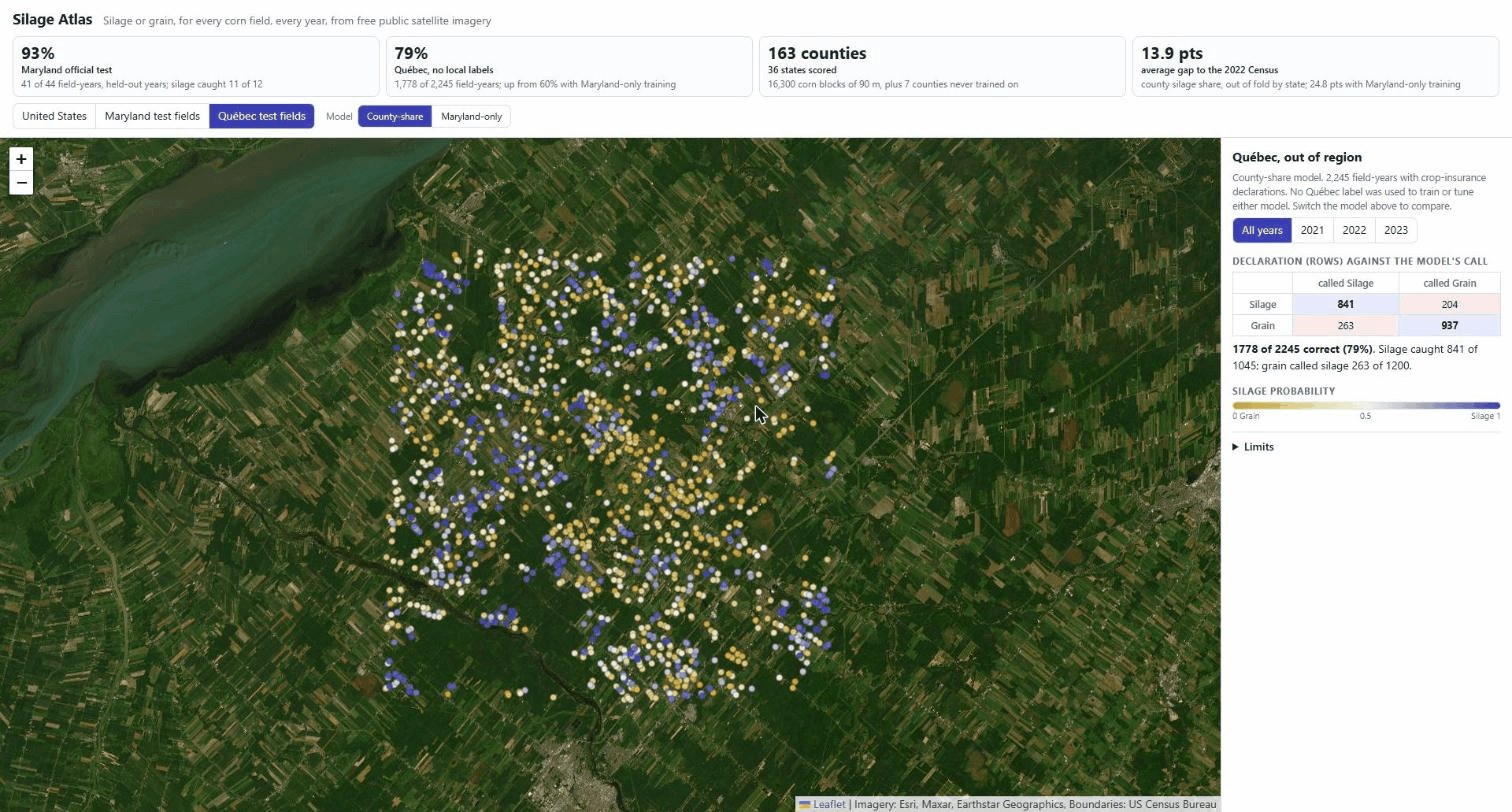 Silage Atlas Silage or grain, for every corn field, every year, from free public satellite imagery
93%
Maryland official test
41 of 44 field-years, held-out years; silage caught 11 of 12
79%
Québec, no local labels
1,778 of 2,245 field-years; up from 60% with Maryland-only training
163 counties
36 states scored
16,300 corn blocks of 90 m, plus 7 counties never trained on
13.9 pts
average gap to the 2022 Census
county silage share, out of fold by state; 24.8 pts with Maryland-only training
United States Maryland test fields Québec test fields Model County-share Maryland-only
+
−
Québec, out of region
County-share model. 2,245 field-years with crop-insurance
declarations. No Québec label was used to train or tune
either model. Switch the model above to compare.
All years 2021 2022 2023
DECLARATION (ROWS) AGAINST THE MODEL'S CALL
called Silage called Grain
Silage 841 204
Grain 263 937
1778 of 2245 correct (79%). Silage caught 841 of
1045; grain called silage 263 of 1200.
SILAGE PROBABILITY
0 Grain 0.5 Silage 1
Limits
Leaflet | Imagery: Esri, Maxar, Earthstar Geographics, Boundaries: US Census Bureau